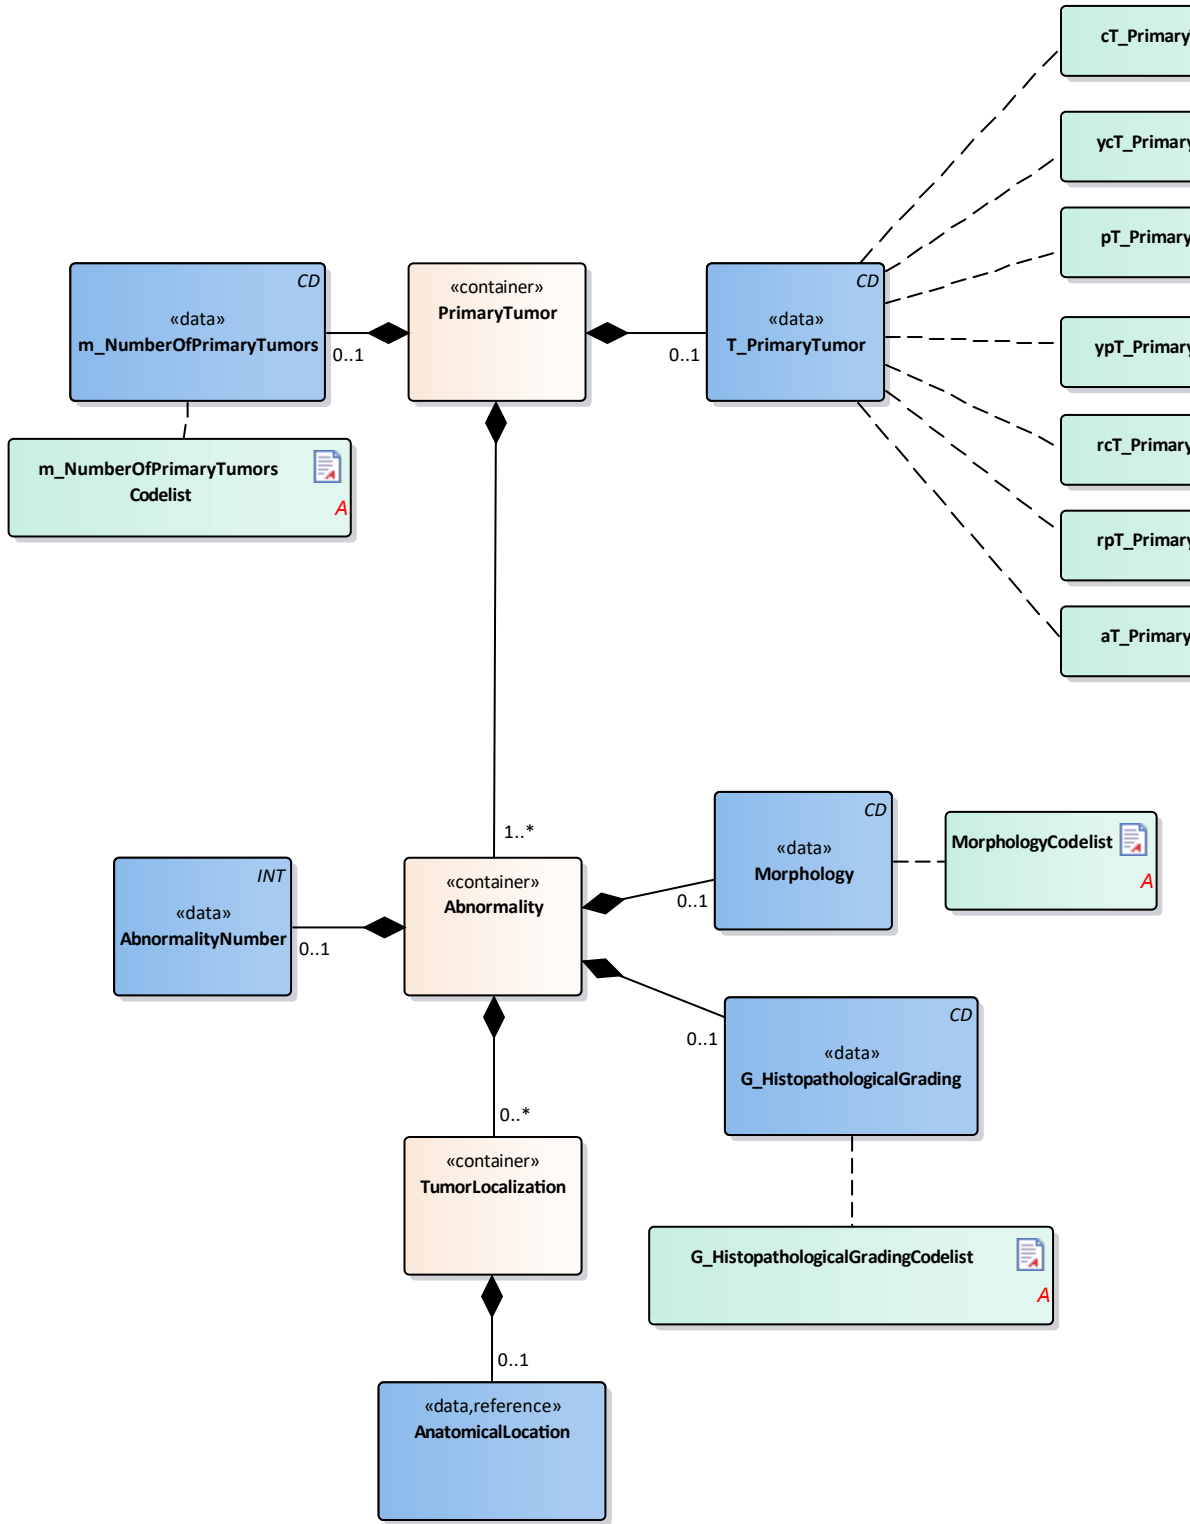 cT_Primary
ycT_Primary
pT_Primary
ypT_Primary
rcT_Primary
rpT_Primary
aT_Primary
CD
«data»
m_NumberOfPrimaryTumors
0..1
«container»
PrimaryTumor
0..1
CD
«data»
T_PrimaryTumor
m_NumberOfPrimaryTumors
Codelist
A
1..*
INT
«data»
AbnormalityNumber
0..1
«container»
Abnormality
0..1
CD
«data»
Morphology
MorphologyCodelist
A
0..1
CD
«data»
G_HistopathologicalGrading
0..*
«container»
TumorLocalization
G_HistopathologicalGradingCodelist
A
0..1
«data,reference»
AnatomicalLocation